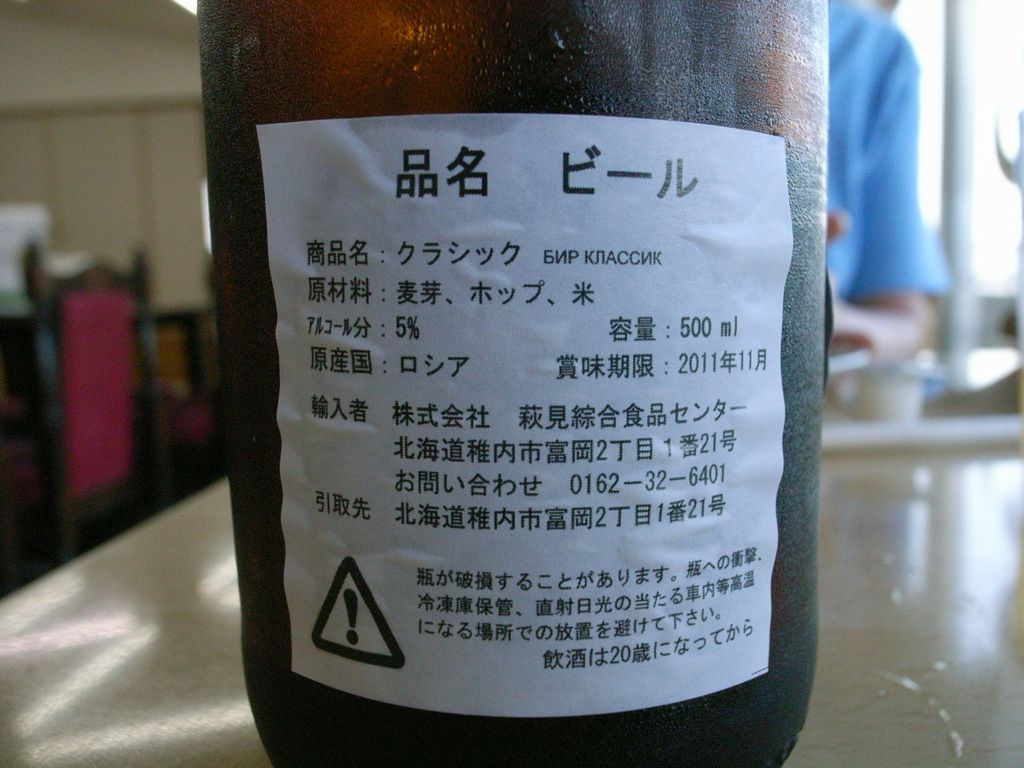 品名 ビール
商品名:クラシック БИР КЛАССИК
原材料:麦芽、ホップ、米
アルコール分:5% 容量:500 ml
原産国:ロシア 賞味期限:2011年11月
輸入者 株式会社 萩見綜合食品センター
北海道稚内市富岡2丁目1番21号
お問い合わせ 0162-32-6401
引取先 北海道稚内市富岡2丁目1番21号
瓶が破損することがあります。瓶への衝撃、
冷凍庫保管、直射日光の当たる車内等高温
になる場所での放置を避けて下さい。
飲酒は20歳になってから